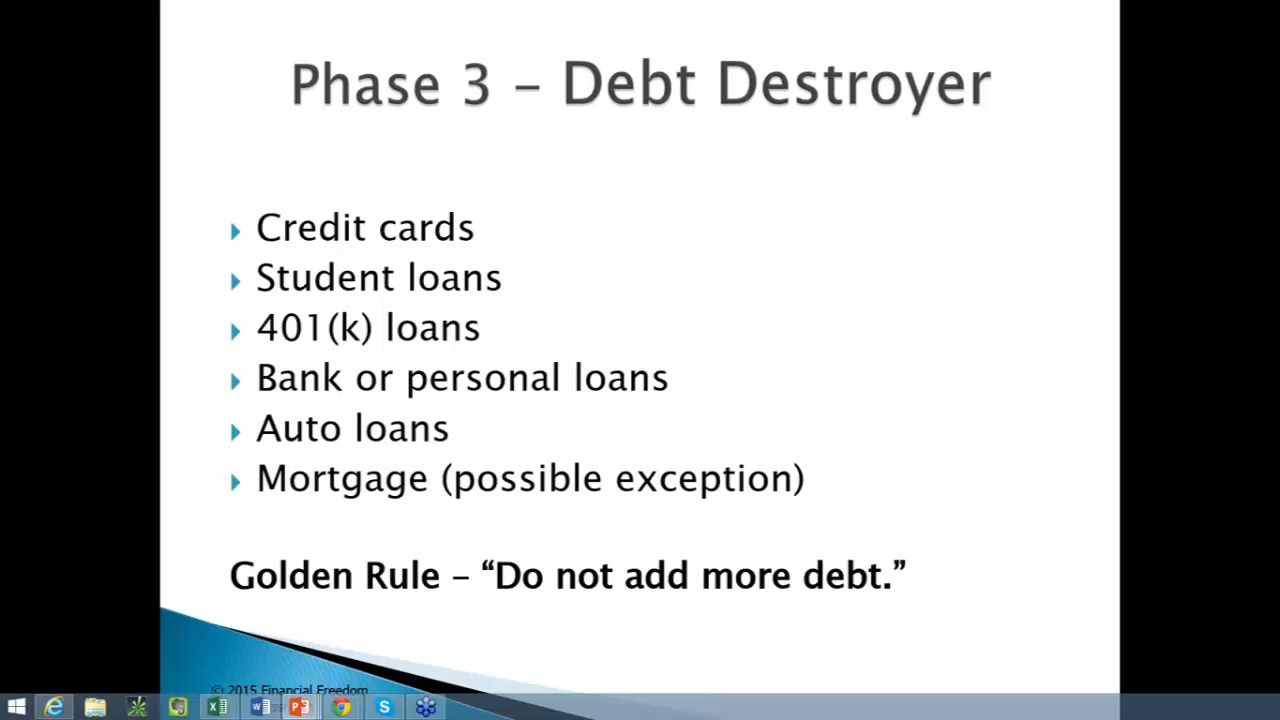 Phase 3 – Debt Destroyer
Credit cards
Student loans
401(k) loans
Bank or personal loans
Auto loans
Mortgage (possible exception)
Golden Rule – “Do not add more debt.”
© 2015 Financial Freedom